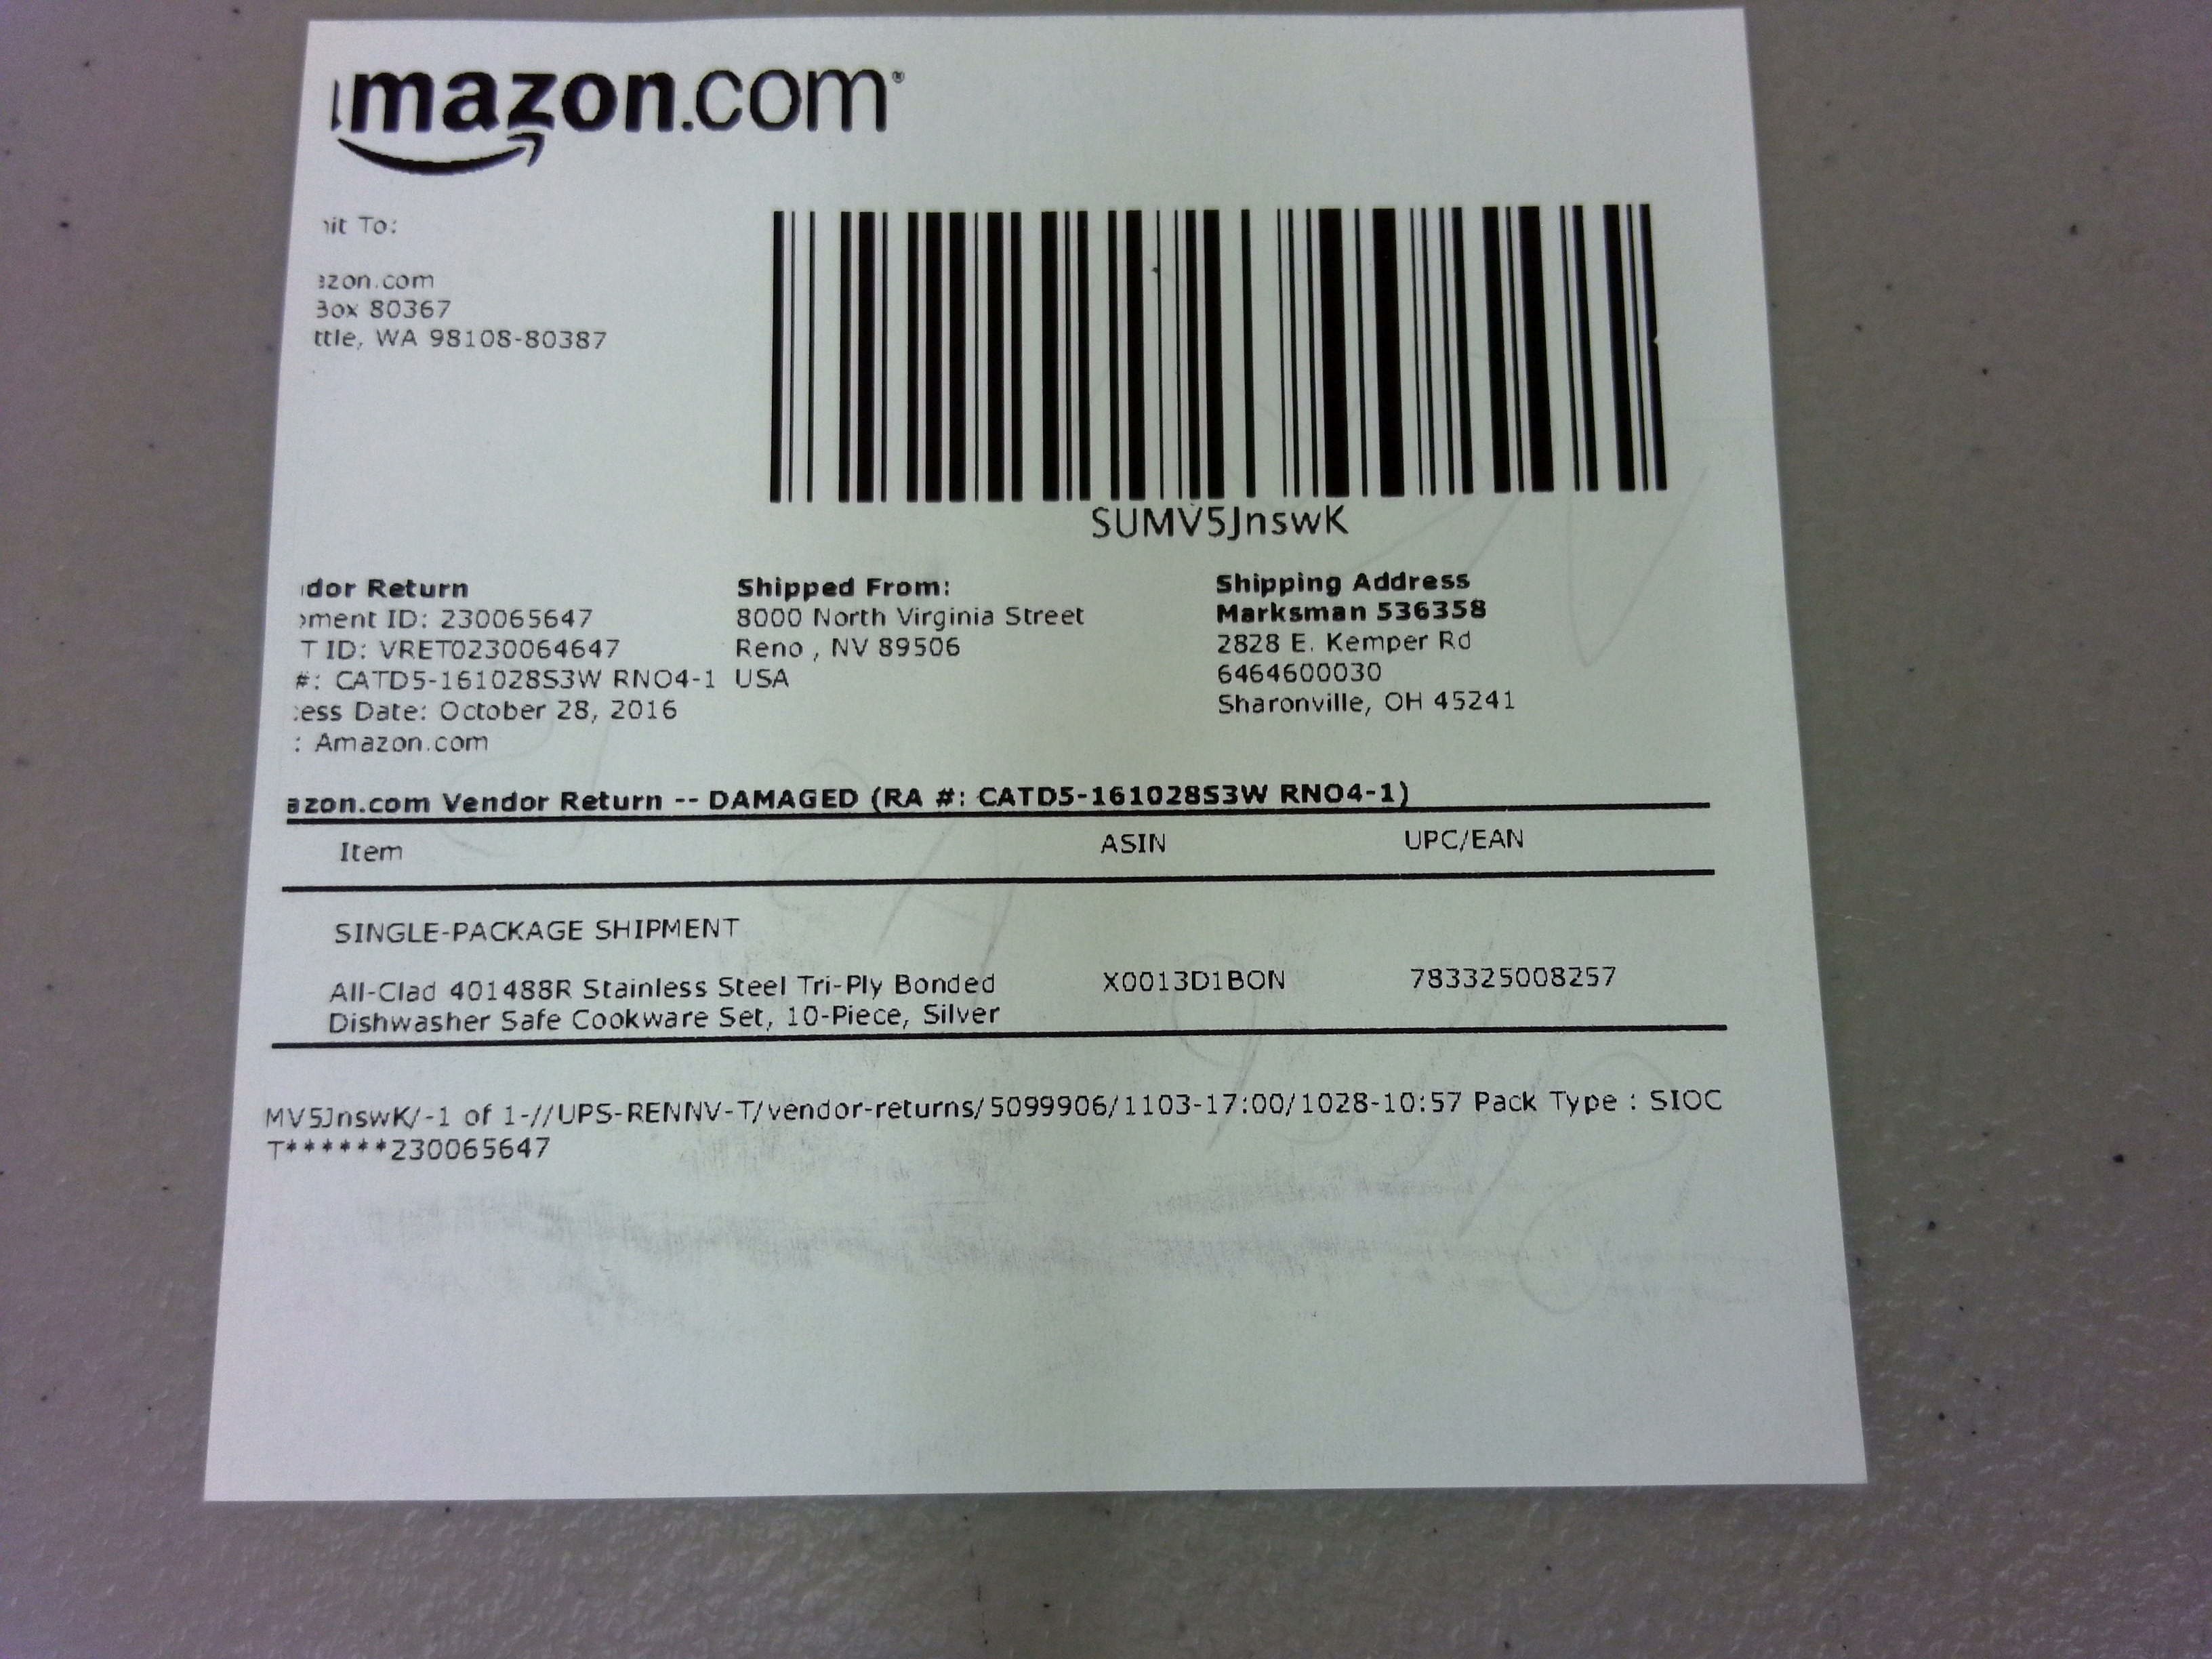 mazon.com
it To:
azon.com
Box 80367
ttle, WA 98108-80387
SUMV5JnswK
dor Return
ment ID: 230065647
T ID: VRET0230064647
#: CATD5-161028S3W RNO4-1
ess Date: October 28, 2016
: Amazon.com
Shipped From:
8000 North Virginia Street
Reno , NV 89506
USA
Shipping Address
Marksman 536358
2828 E. Kemper Rd
6464600030
Sharonville, OH 45241
azon.com Vendor Return -- DAMAGED (RA #: CATD5-161028S3W RNO4-1)
Item ASIN UPC/EAN
SINGLE-PACKAGE SHIPMENT
All-Clad 401488R Stainless Steel Tri-Ply Bonded X0013D1BON 783325008257
Dishwasher Safe Cookware Set, 10-Piece, Silver
MV5JnswK/-1 of 1-//UPS-RENNV-T/vendor-returns/5099906/1103-17:00/1028-10:57 Pack Type : SIOC
T******230065647